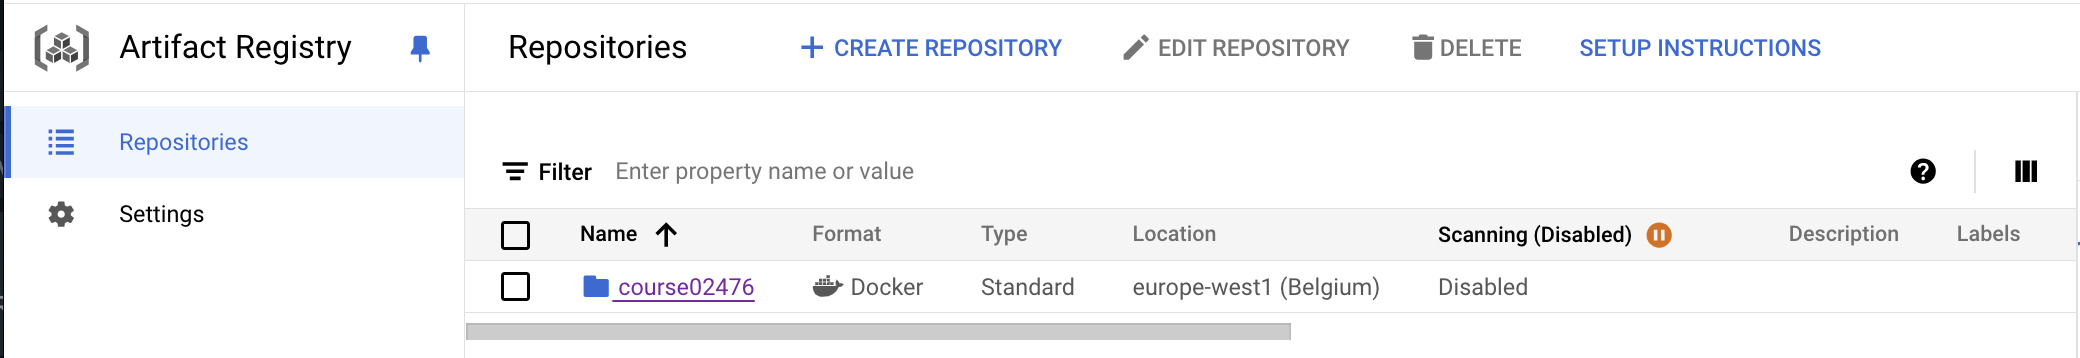 Artifact Registry
Repositories
CREATE REPOSITORY
EDIT REPOSITORY
DELETE
SETUP INSTRUCTIONS
Repositories
Settings
Filter Enter property name or value
Name Format Type Location Scanning (Disabled) Description Labels
course02476 Docker Standard europe-west1 (Belgium) Disabled